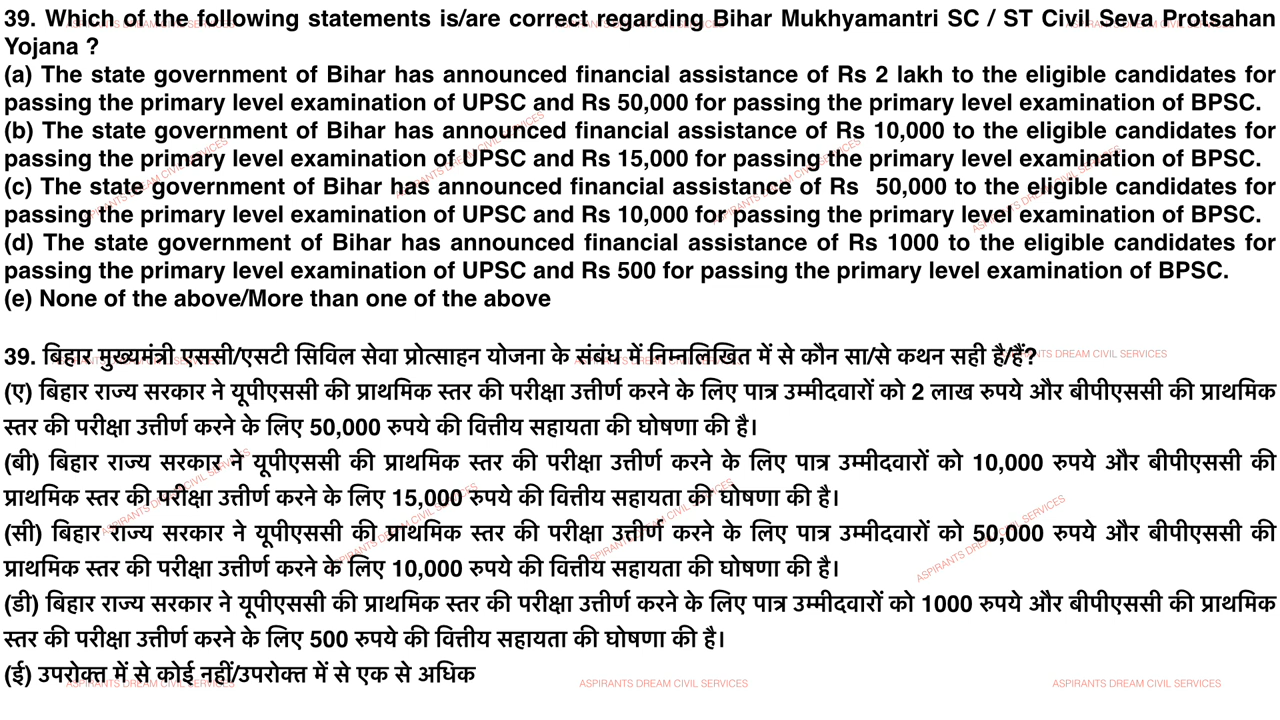 39. Which of the following statements is/are correct regarding Bihar Mukhyamantri SC / ST Civil Seva Protsahan
Yojana ?
(a) The state government of Bihar has announced financial assistance of Rs 2 lakh to the eligible candidates for
passing the primary level examination of UPSC and Rs 50,000 for passing the primary level examination of BPSC.
(b) The state government of Bihar has announced financial assistance of Rs 10,000 to the eligible candidates for
passing the primary level examination of UPSC and Rs 15,000 for passing the primary level examination of BPSC.
(c) The state government of Bihar has announced financial assistance of Rs 50,000 to the eligible candidates for
passing the primary level examination of UPSC and Rs 10,000 for passing the primary level examination of BPSC.
(d) The state government of Bihar has announced financial assistance of Rs 1000 to the eligible candidates for
passing the primary level examination of UPSC and Rs 500 for passing the primary level examination of BPSC.
(e) None of the above/More than one of the above
39. बिहार मुख्यमंत्री एससी/एसटी सिविल सेवा प्रोत्साहन योजना के संबंध में निम्नलिखित में से कौन सा/से कथन सही है/हैं?
(ए) बिहार राज्य सरकार ने यूपीएससी की प्राथमिक स्तर की परीक्षा उत्तीर्ण करने के लिए पात्र उम्मीदवारों को 2 लाख रुपये और बीपीएससी की प्राथमिक
स्तर की परीक्षा उत्तीर्ण करने के लिए 50,000 रुपये की वित्तीय सहायता की घोषणा की है।
(बी) बिहार राज्य सरकार ने यूपीएससी की प्राथमिक स्तर की परीक्षा उत्तीर्ण करने के लिए पात्र उम्मीदवारों को 10,000 रुपये और बीपीएससी की
प्राथमिक स्तर की परीक्षा उत्तीर्ण करने के लिए 15,000 रुपये की वित्तीय सहायता की घोषणा की है।
(सी) बिहार राज्य सरकार ने यूपीएससी की प्राथमिक स्तर की परीक्षा उत्तीर्ण करने के लिए पात्र उम्मीदवारों को 50,000 रुपये और बीपीएससी की
प्राथमिक स्तर की परीक्षा उत्तीर्ण करने के लिए 10,000 रुपये की वित्तीय सहायता की घोषणा की है।
(डी) बिहार राज्य सरकार ने यूपीएससी की प्राथमिक स्तर की परीक्षा उत्तीर्ण करने के लिए पात्र उम्मीदवारों को 1000 रुपये और बीपीएससी की प्राथमिक
स्तर की परीक्षा उत्तीर्ण करने के लिए 500 रुपये की वित्तीय सहायता की घोषणा की है।
(ई) उपरोक्त में से कोई नहीं/उपरोक्त में से एक से अधिक
ASPIRANTS DREAM CIVIL SERVICES
ASPIRANTS DREAM CIVIL SERVICES
ASPIRANTS DREAM CIVIL SERVICES